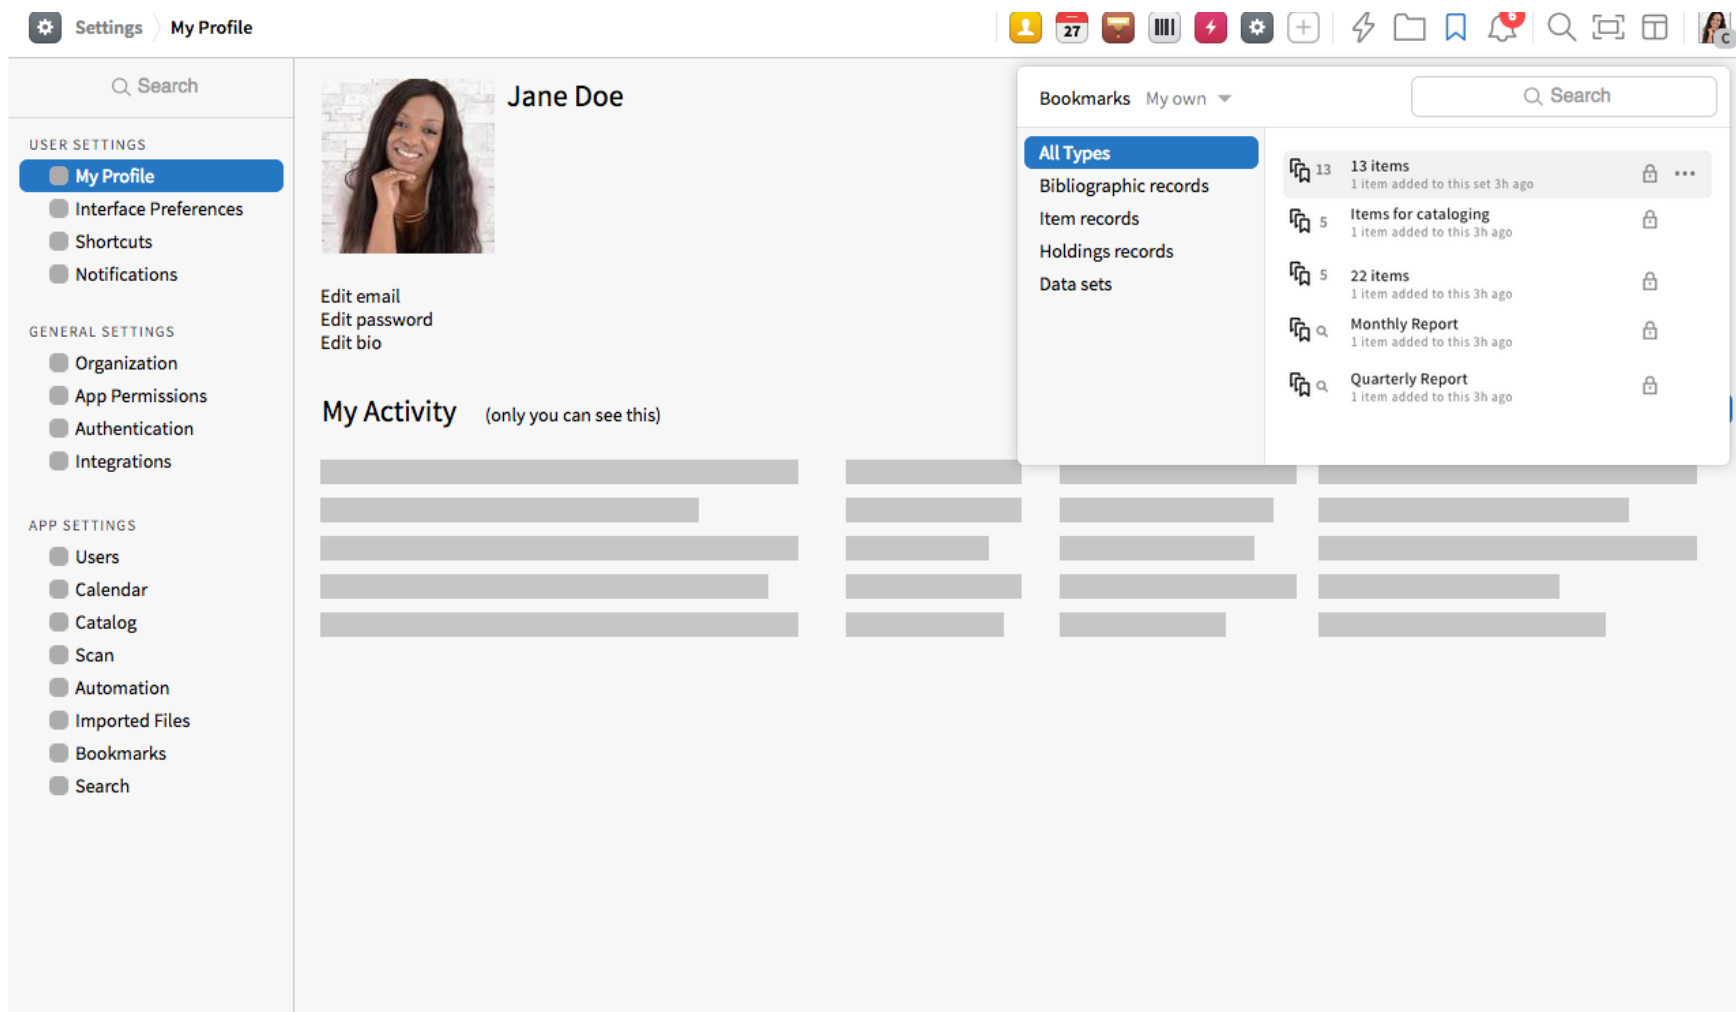 Settings
My Profile
27
6
C
Search
USER SETTINGS
My Profile
Interface Preferences
Shortcuts
Notifications
GENERAL SETTINGS
Organization
App Permissions
Authentication
Integrations
APP SETTINGS
Users
Calendar
Catalog
Scan
Automation
Imported Files
Bookmarks
Search
Jane Doe
Edit email
Edit password
Edit bio
My Activity (only you can see this)
Bookmarks My own
Search
All Types
Bibliographic records
Item records
Holdings records
Data sets
13 13 items
1 item added to this set 3h ago
5 Items for cataloging
1 item added to this 3h ago
5 22 items
1 item added to this 3h ago
Monthly Report
1 item added to this 3h ago
Quarterly Report
1 item added to this 3h ago